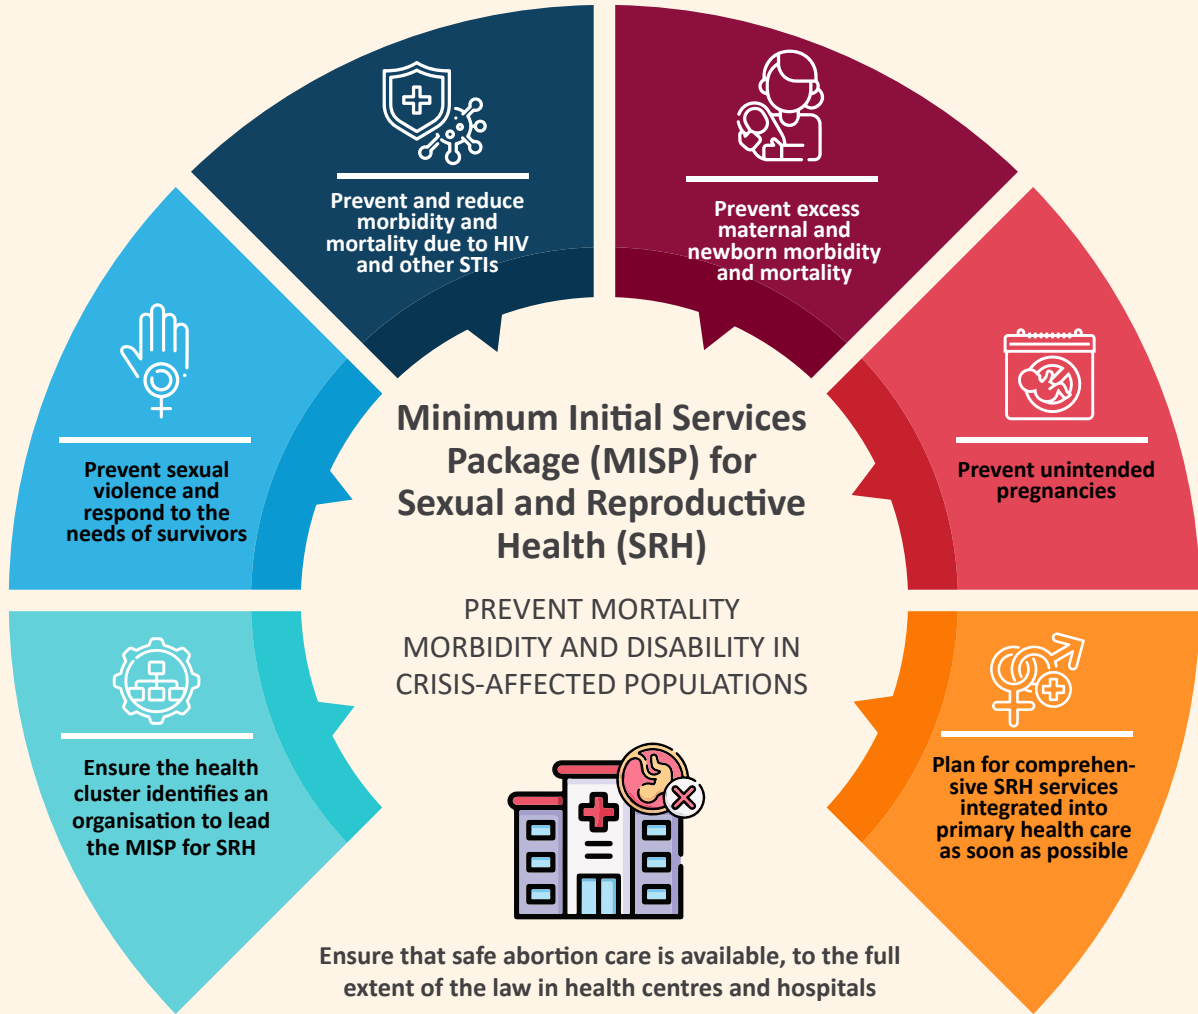 Prevent and reduce
morbidity and
mortality due to HIV
and other STIs
Prevent excess
maternal and
newborn morbidity
and mortality
Prevent sexual
violence and
respond to the
needs of survivors
Prevent unintended
pregnancies
Minimum Initial Services
Package (MISP) for
Sexual and Reproductive
Health (SRH)
PREVENT MORTALITY
MORBIDITY AND DISABILITY IN
CRISIS-AFFECTED POPULATIONS
Ensure the health
cluster identifies an
organisation to lead
the MISP for SRH
Plan for comprehen-
sive SRH services
integrated into
primary health care
as soon as possible
Ensure that safe abortion care is available, to the full
extent of the law in health centres and hospitals